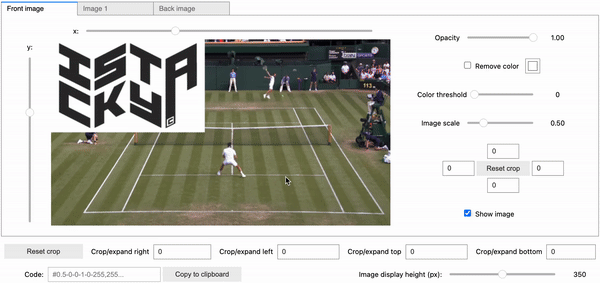 Front image
Image 1
Back image
x:
y:
ISTA
CKY!
Opacity
1.00
Remove color
Color threshold
0
Image scale
0.50
0
0
Reset crop
0
0
Show image
Reset crop
Crop/expand right
0
Crop/expand left
0
Crop/expand top
0
Crop/expand bottom
0
Code:
#0.5-0-0-1-0-255,255...
Copy to clipboard
Image display height (px):
350